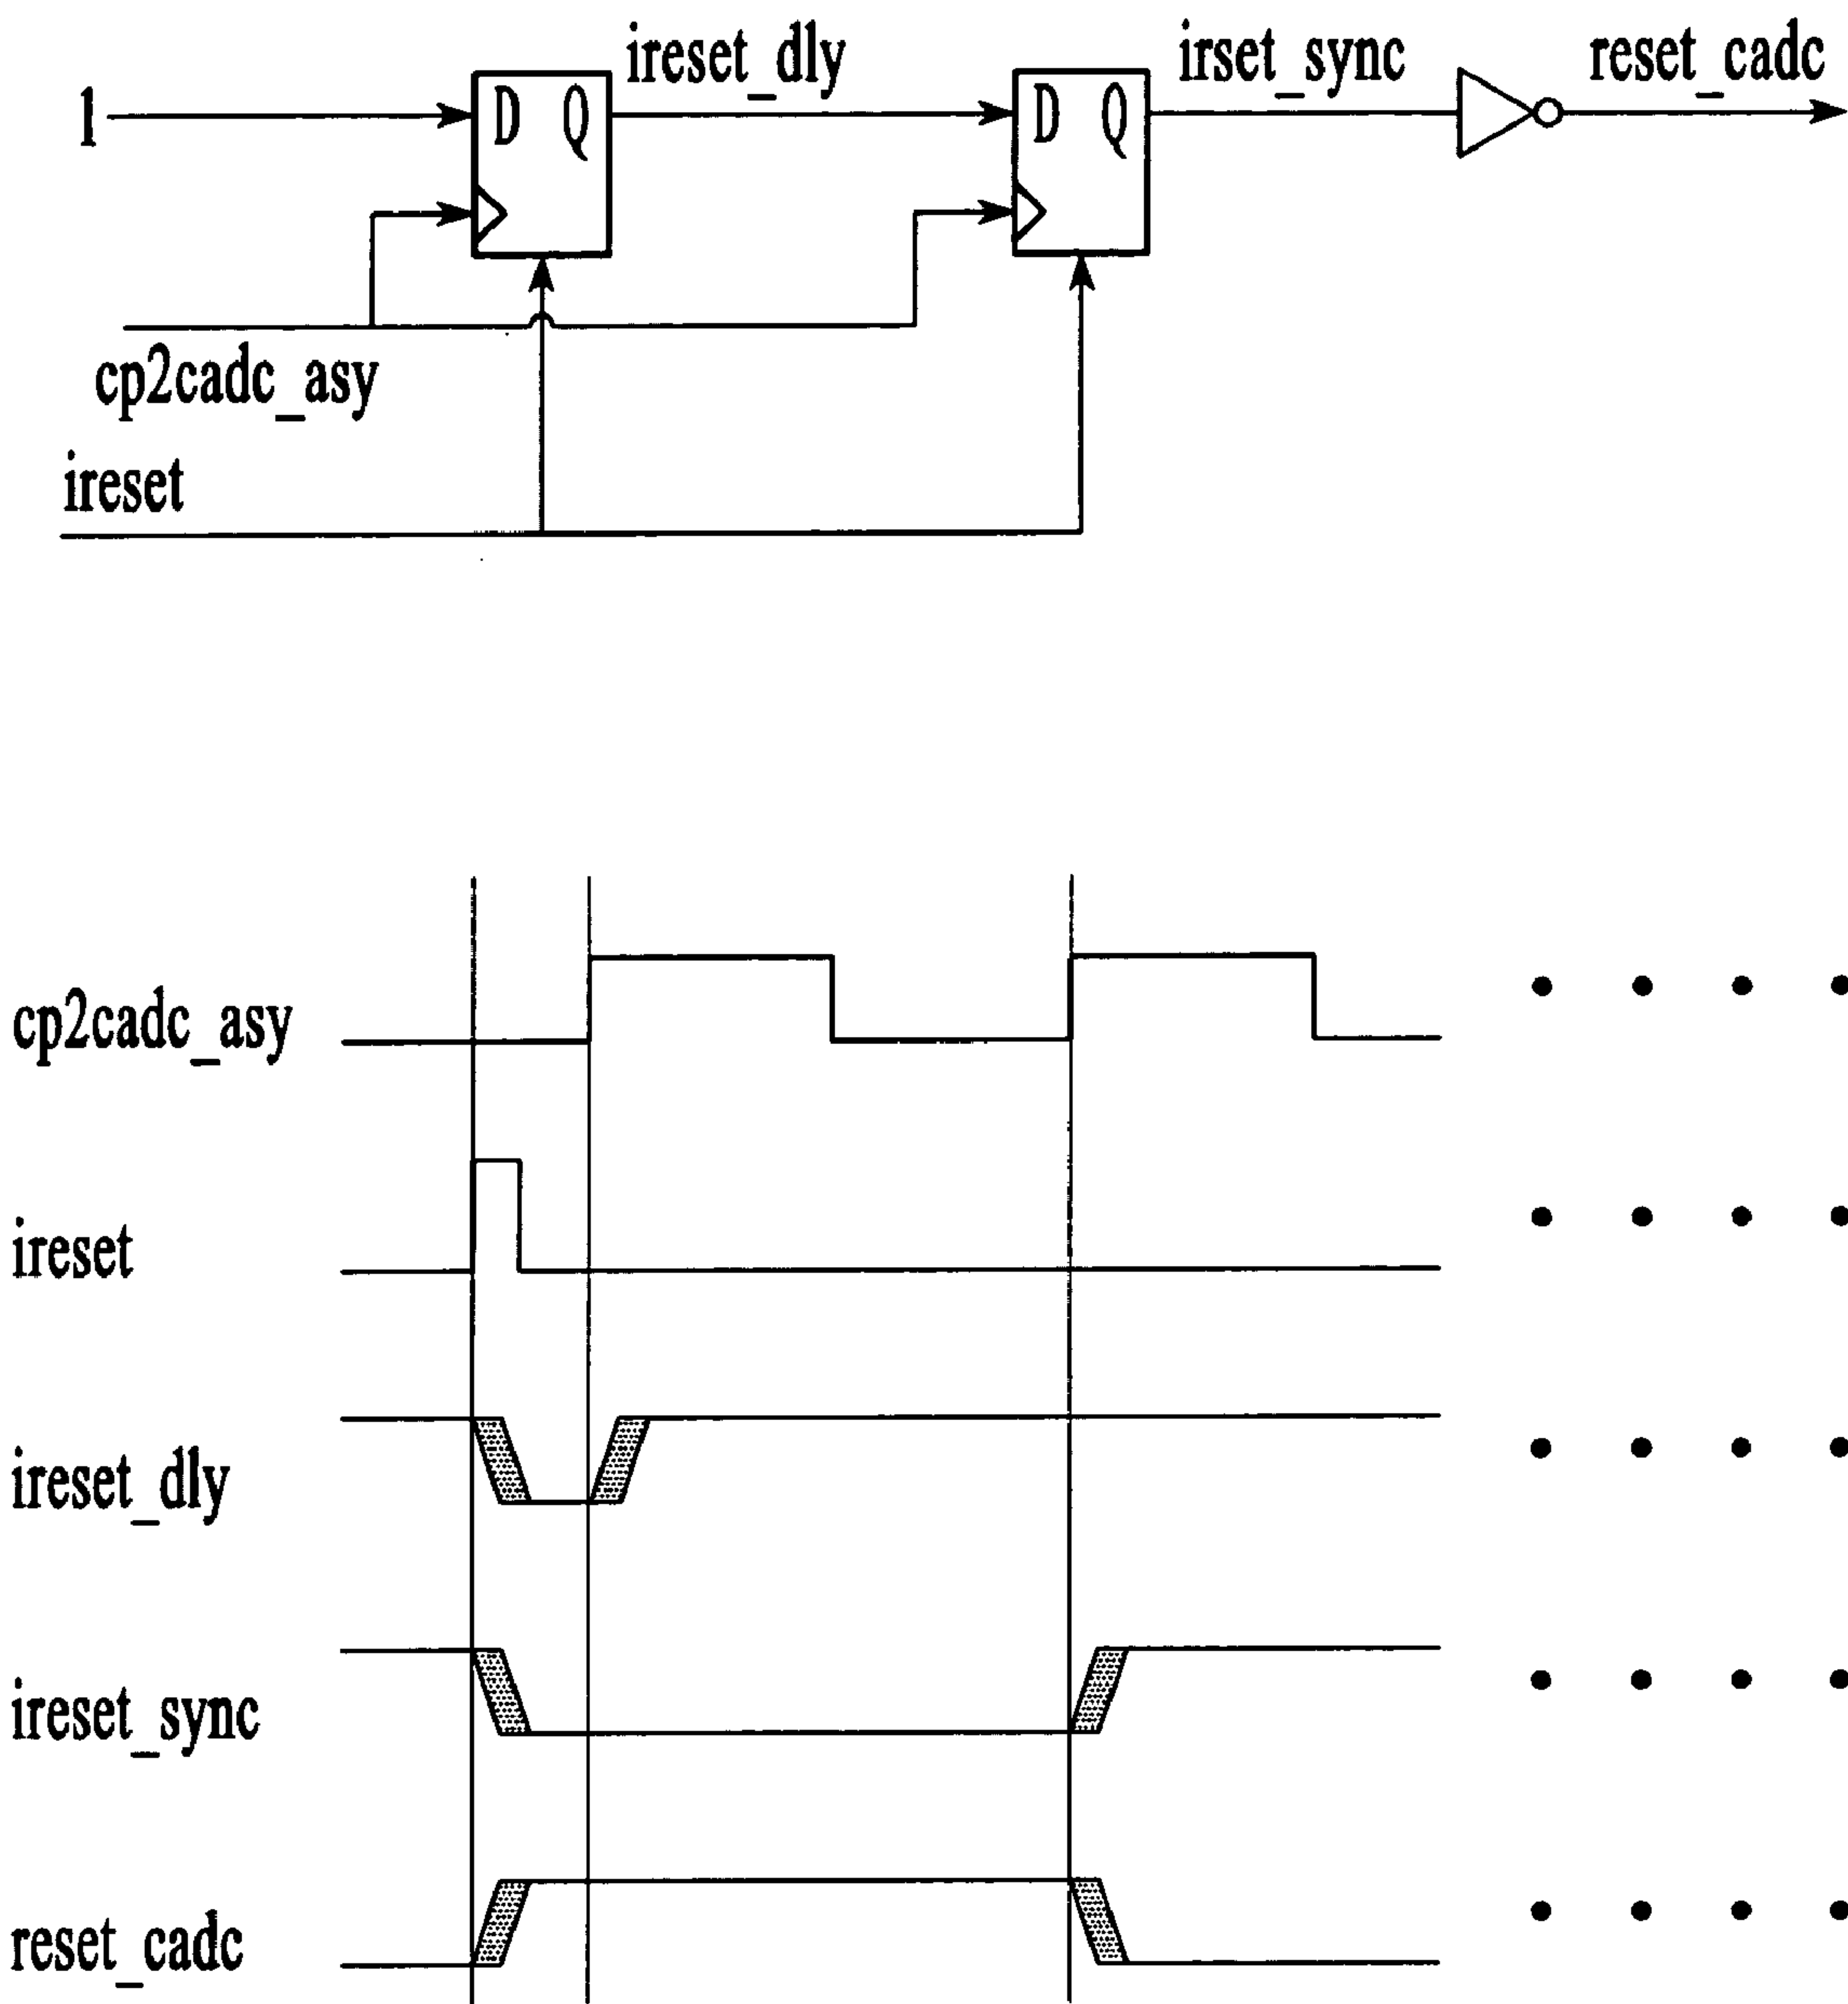 ireset_dly irset_sync reset_cadc
1 D Q D Q
cp2cadc_asy
ireset
cp2cadc_asy
ireset
ireset_dly
ireset_sync
reset_cadc